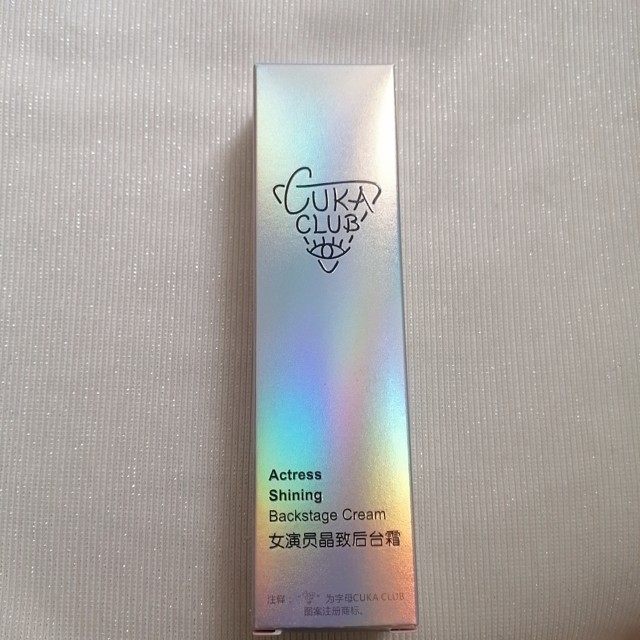 CUKA
CLUB
Actress
Shining
Backstage Cream
女演员晶致后台霜
注释：“ ”为字母CUKA CLUB
图案注册商标。